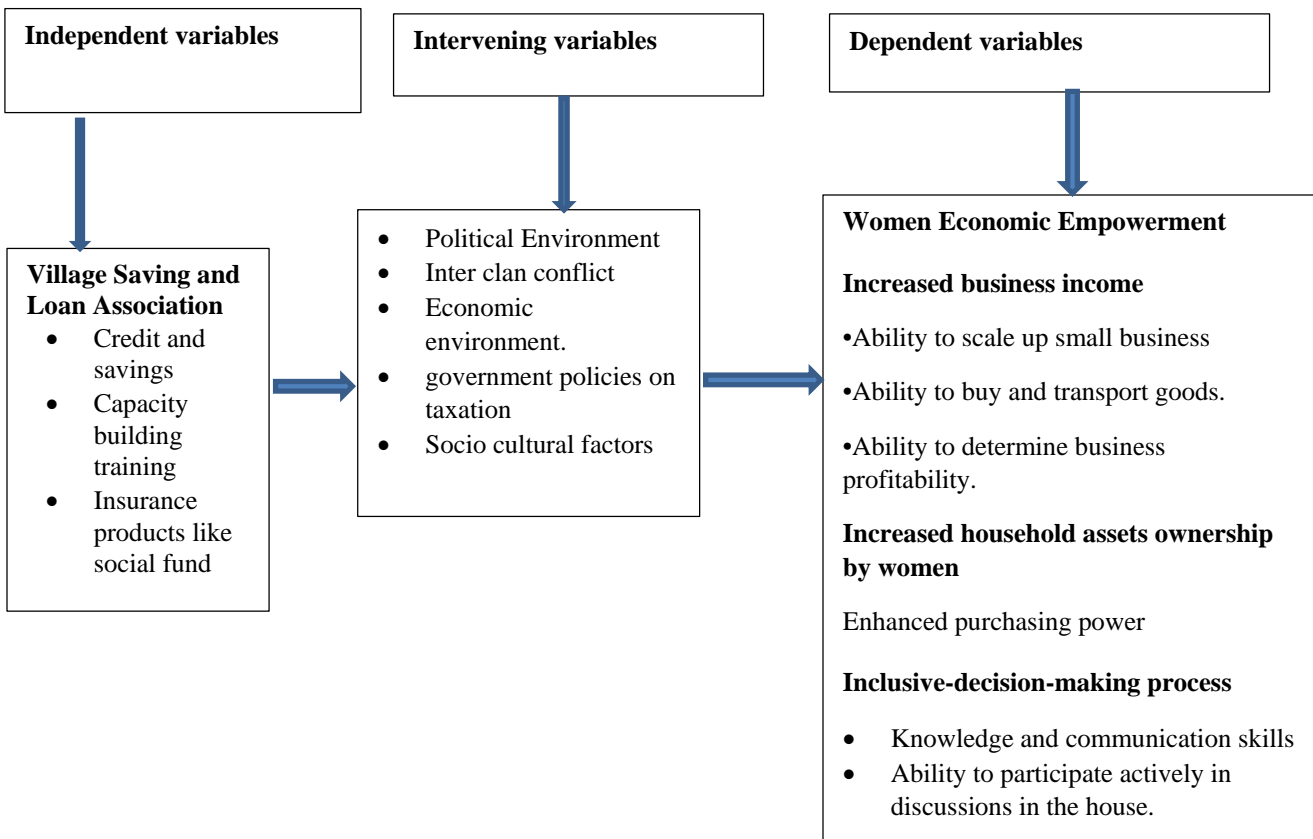 Independent variables
Intervening variables
Dependent variables
Village Saving and
Loan Association
• Credit and
savings
• Capacity
building
training
• Insurance
products like
social fund
• Political Environment
• Inter clan conflict
• Economic
environment.
• government policies on
taxation
• Socio cultural factors
Women Economic Empowerment
Increased business income
•Ability to scale up small business
•Ability to buy and transport goods.
•Ability to determine business
profitability.
Increased household assets ownership
by women
Enhanced purchasing power
Inclusive-decision-making process
• Knowledge and communication skills
• Ability to participate actively in
discussions in the house.